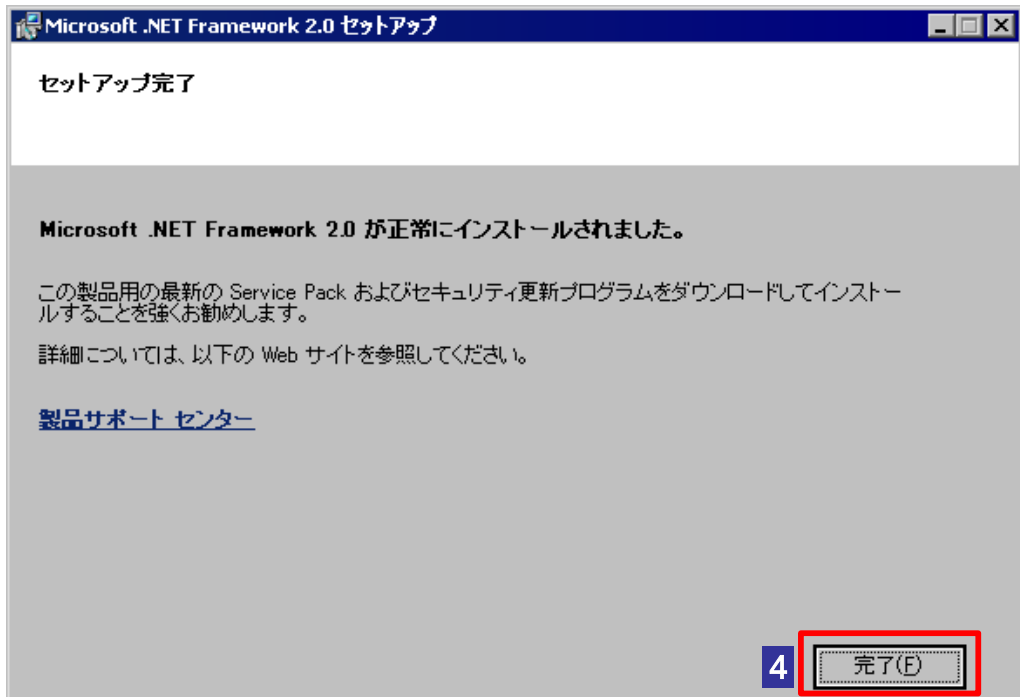 Microsoft .NET Framework 2.0 セットアップ
セットアップ完了
Microsoft .NET Framework 2.0 が正常にインストールされました。
この製品用の最新の Service Pack およびセキュリティ更新プログラムをダウンロードしてインストー
ルすることを強くお勧めします。
詳細については、以下の Web サイトを参照してください。
製品サポート センター
4 完了(F)